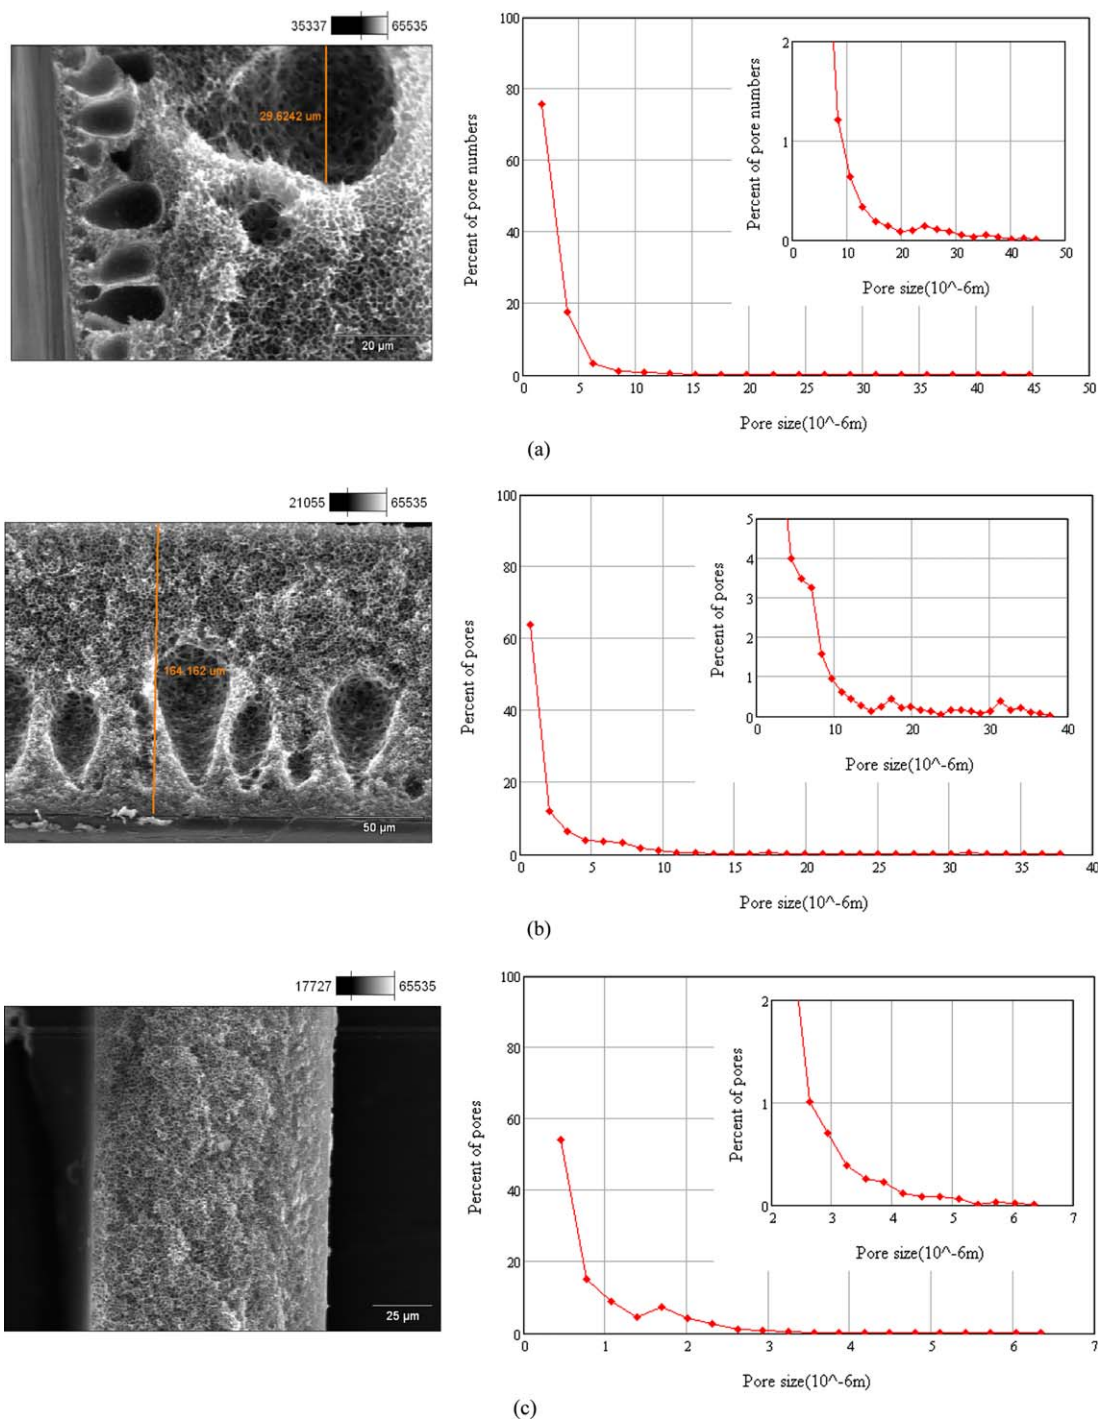 35337 65535
29.6242 um
20 µm
100
80
60
40
20
0
Percent of pore numbers
0 5 10 15 20 25 30 35 40 45 50
Pore size(10^-6m)
2
1
0
Percent of pore numbers
0 10 20 30 40 50
Pore size(10^-6m)
(a)
21055 65535
164.162 um
50 µm
100
80
60
40
20
0
Percent of pores
0 5 10 15 20 25 30 35 40
Pore size(10^-6m)
5
4
3
2
1
0
Percent of pores
0 10 20 30 40
Pore size(10^-6m)
(b)
17727 65535
25 µm
100
80
60
40
20
0
Percent of pores
0 1 2 3 4 5 6 7
Pore size(10^-6m)
2
1
0
Percent of pores
2 3 4 5 6 7
Pore size(10^-6m)
(c)